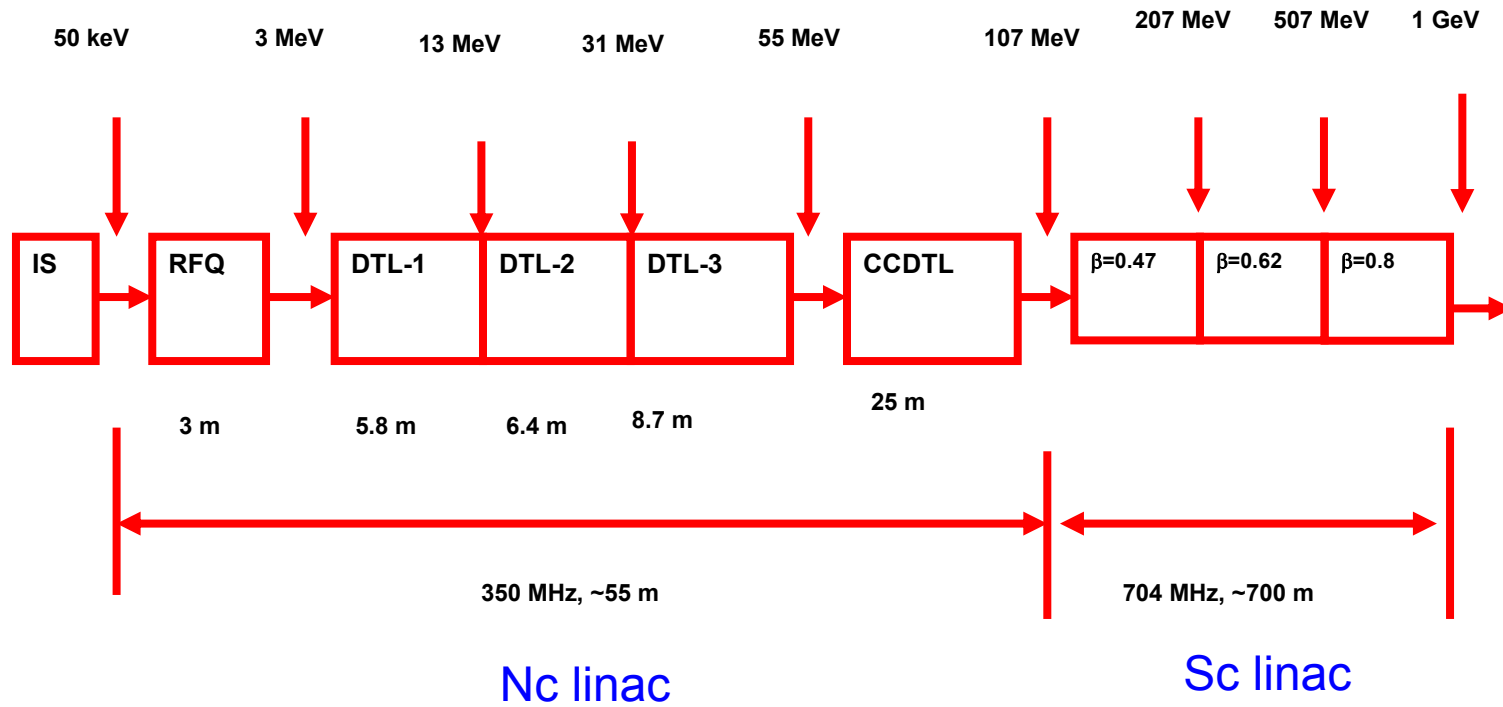 50 keV 3 MeV 13 MeV 31 MeV 55 MeV 107 MeV 207 MeV 507 MeV 1 GeV
IS RFQ DTL-1 DTL-2 DTL-3 CCDTL β=0.47 β=0.62 β=0.8
3 m 5.8 m 6.4 m 8.7 m 25 m
350 MHz, ~55 m 704 MHz, ~700 m
Nc linac Sc linac